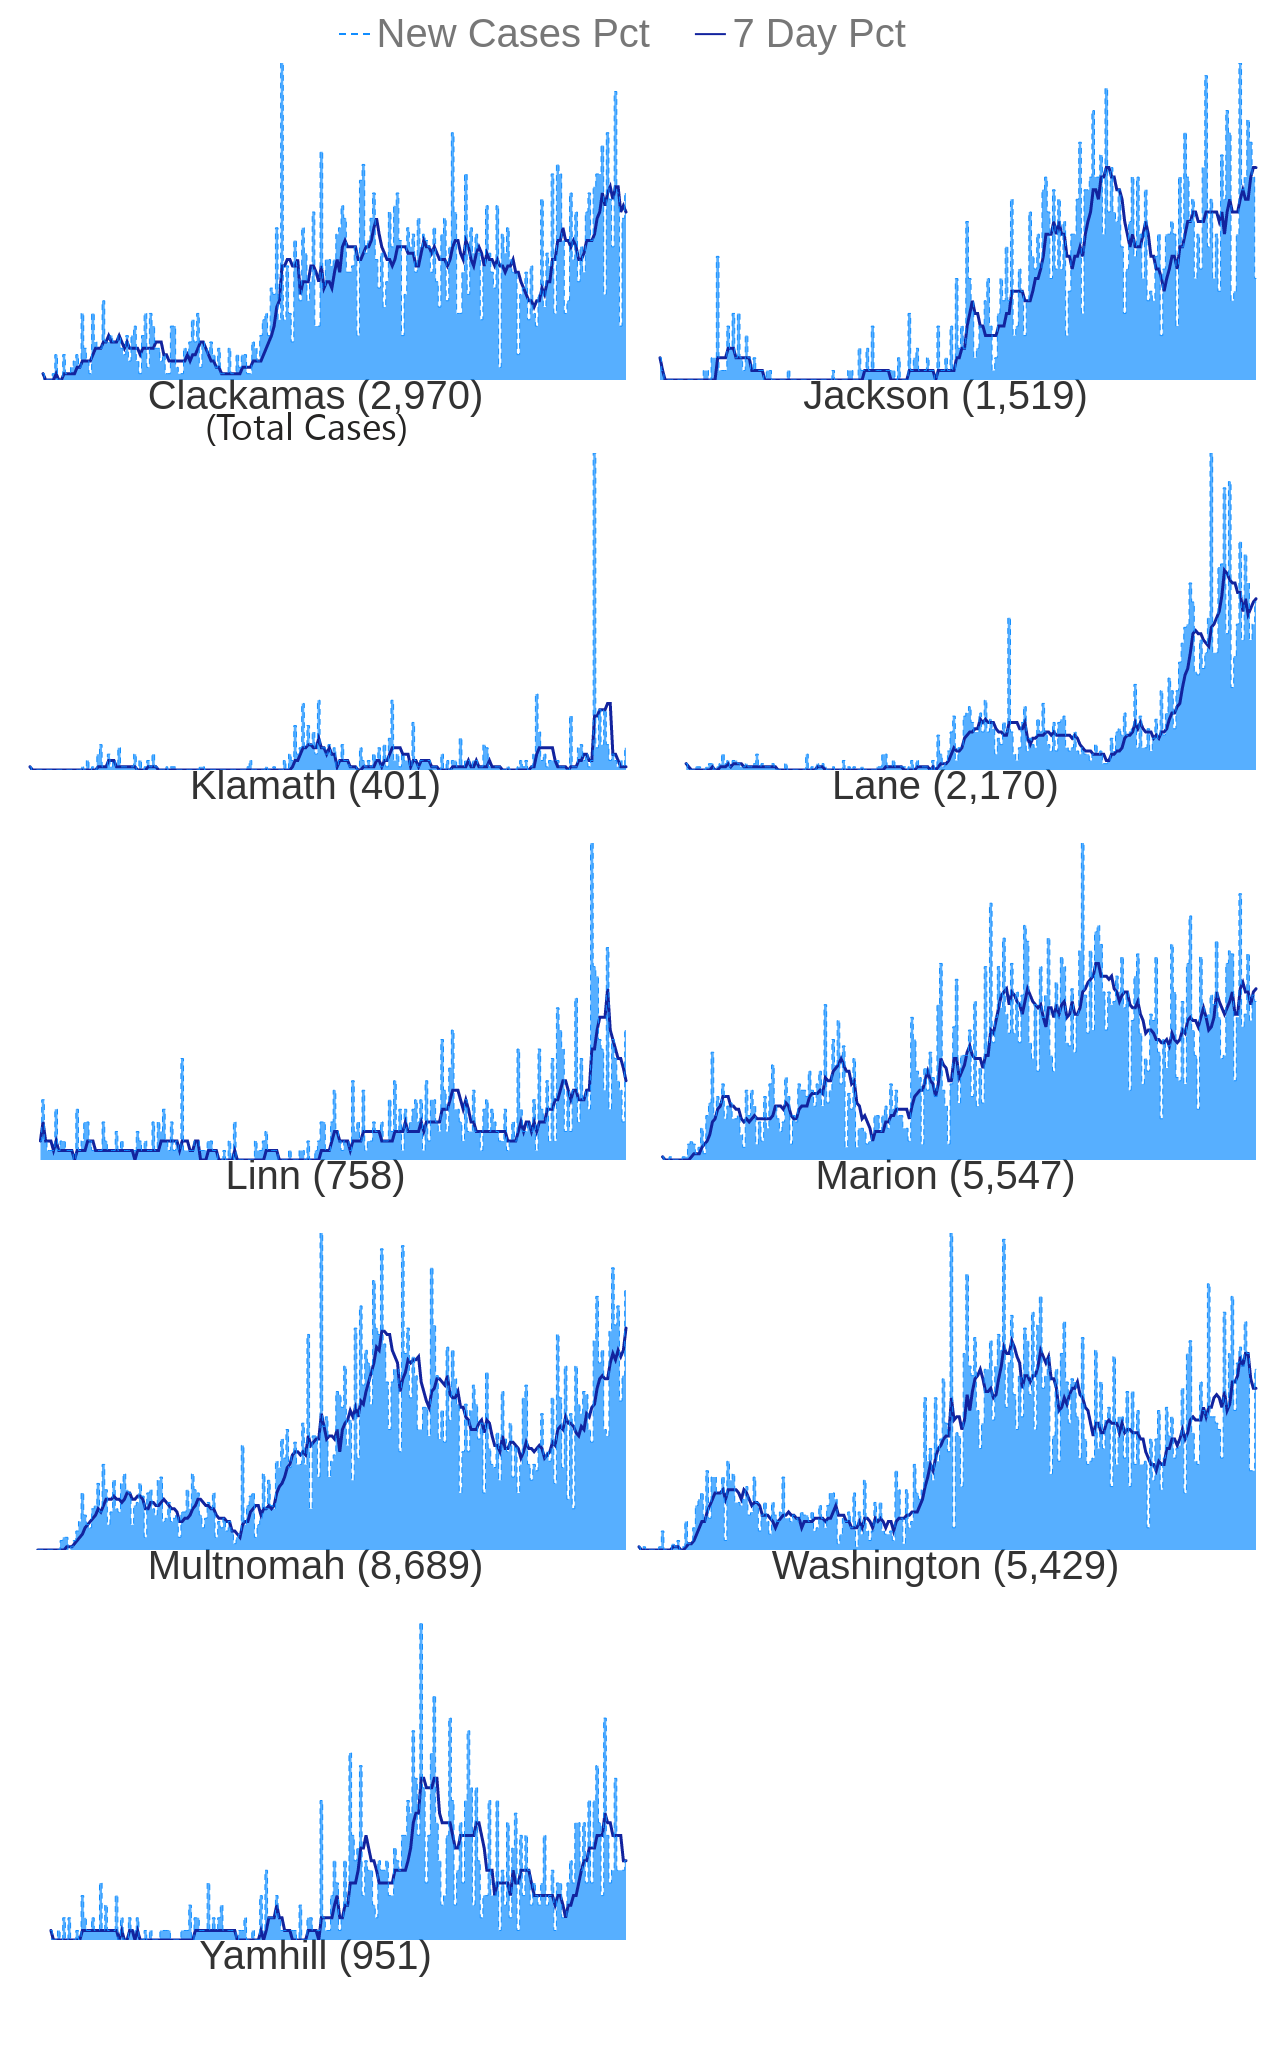 New Cases Pct 7 Day Pct
Clackamas (2,970) Jackson (1,519)
(Total Cases)
Klamath (401) Lane (2,170)
Linn (758) Marion (5,547)
Multnomah (8,689) Washington (5,429)
Yamhill (951)